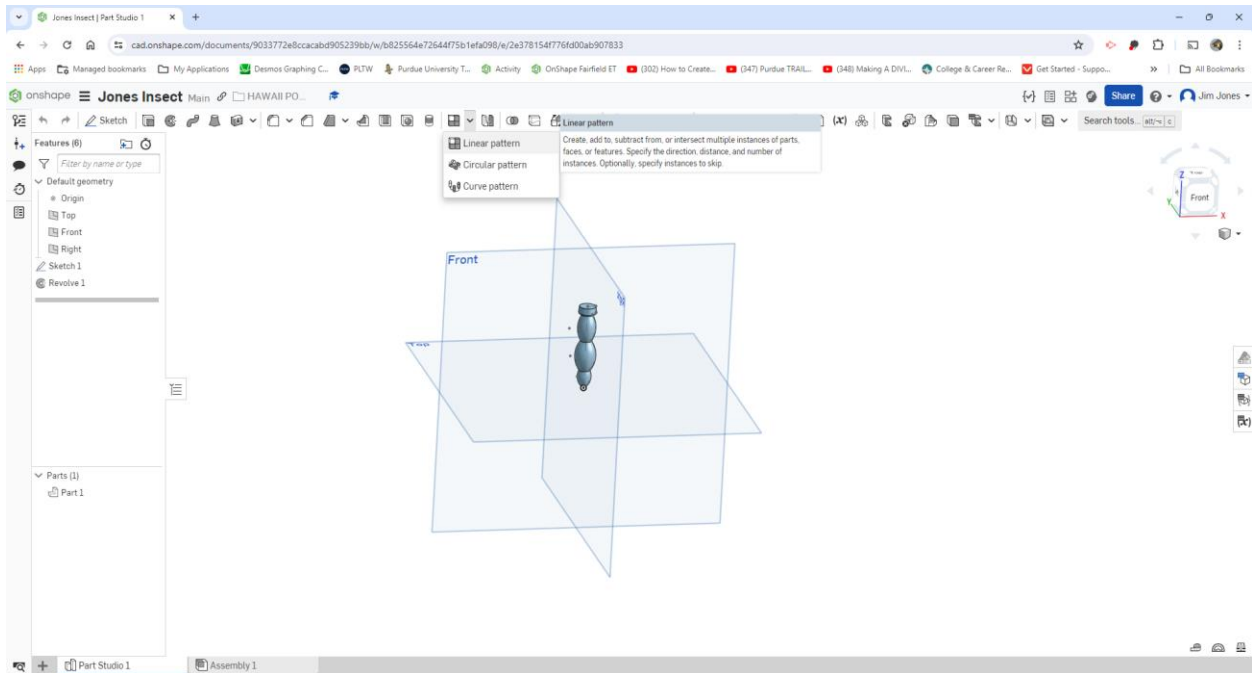 Jones Insect | Part Studio 1
cad.onshape.com/documents/9033772e8ccacabd905239bb/w/b825564e72644f75b1efa098/e/2e378154f776fd00ab907833
Apps Managed bookmarks My Applications Desmos Graphing C... PLTW Purdue University T... Activity OnShape Fairfield ET (302) How to Create... (347) Purdue TRAIL... (348) Making A DIVI... College & Career Re... Get Started - Suppo... » All Bookmarks
onshape Jones Insect Main HAWAII PO... Share Jim Jones
Sketch Search tools... alt/⌥ c
Linear pattern
Create, add to, subtract from, or intersect multiple instances of parts,
faces, or features. Specify the direction, distance, and number of
instances. Optionally, specify instances to skip.
Linear pattern
Circular pattern
Curve pattern
Features (6)
Filter by name or type
Default geometry
Origin
Top
Front
Right
Sketch 1
Revolve 1
Z
Front
Y
X
Front
Top
Parts (1)
Part 1
Part Studio 1
Assembly 1